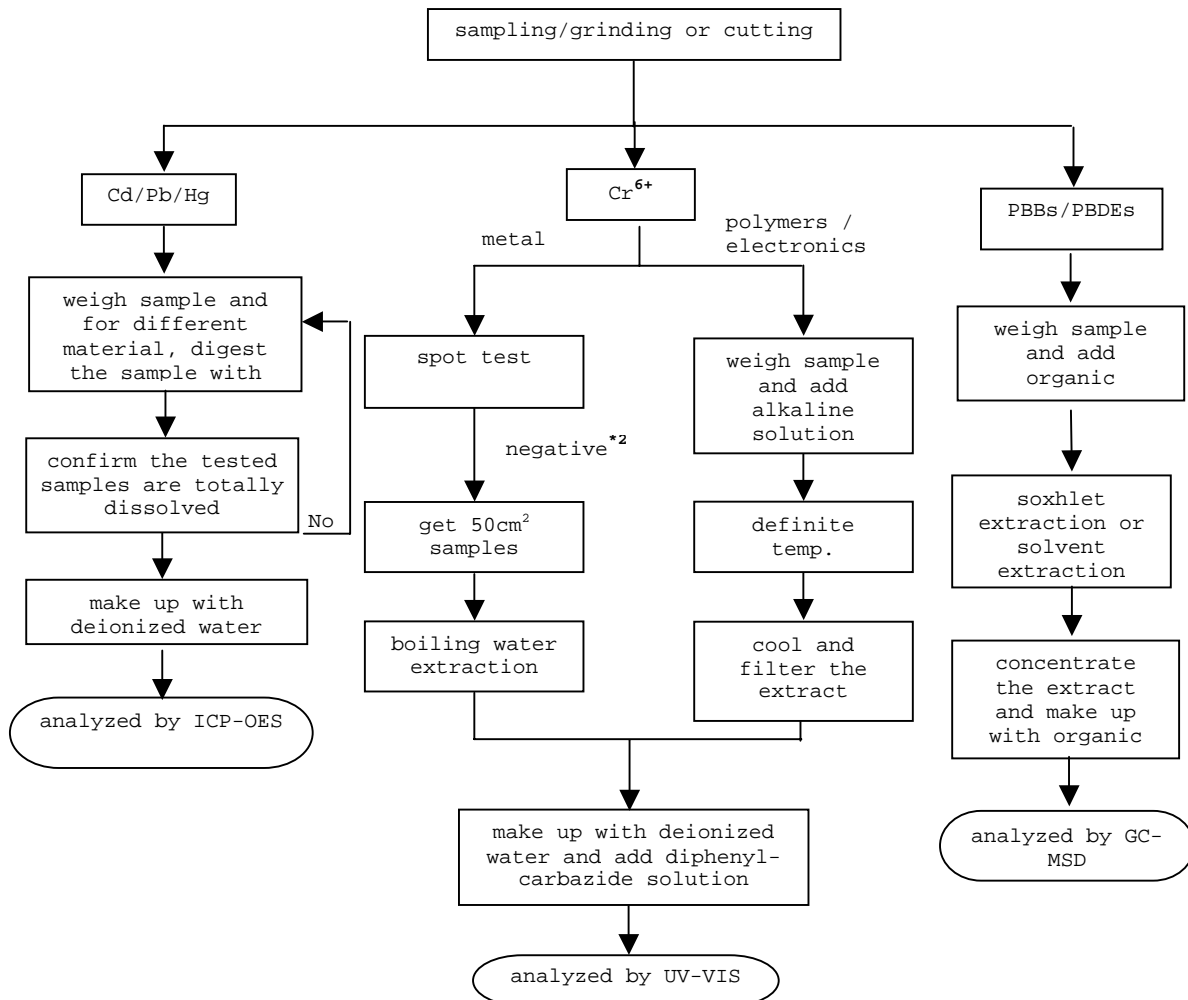 sampling/grinding or cutting
Cd/Pb/Hg
weigh sample and
for different
material, digest
the sample with
confirm the tested
samples are totally
dissolved
No
make up with
deionized water
analyzed by ICP-OES
Cr⁶⁺
metal
spot test
negative*²
get 50cm²
samples
boiling water
extraction
polymers /
electronics
weigh sample
and add
alkaline
solution
definite
temp.
cool and
filter the
extract
make up with deionized
water and add diphenyl-
carbazide solution
analyzed by UV-VIS
PBBs/PBDEs
weigh sample
and add
organic
soxhlet
extraction or
solvent
extraction
concentrate
the extract
and make up
with organic
analyzed by GC-
MSD